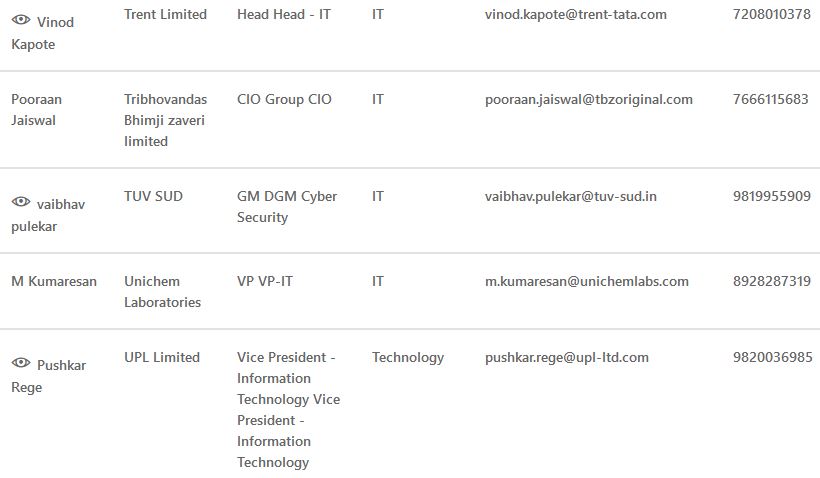 Vinod Kapote Trent Limited Head Head - IT IT vinod.kapote@trent-tata.com 7208010378
Pooraan Jaiswal Tribhovandas Bhimji zaveri limited CIO Group CIO IT pooraan.jaiswal@tbzoriginal.com 7666115683
vaibhav pulekar TUV SUD GM DGM Cyber Security IT vaibhav.pulekar@tuv-sud.in 9819955909
M Kumaresan Unichem Laboratories VP VP-IT IT m.kumaresan@unichemlabs.com 8928287319
Pushkar Rege UPL Limited Vice President - Information Technology Vice President - Information Technology Technology pushkar.rege@upl-ltd.com 9820036985